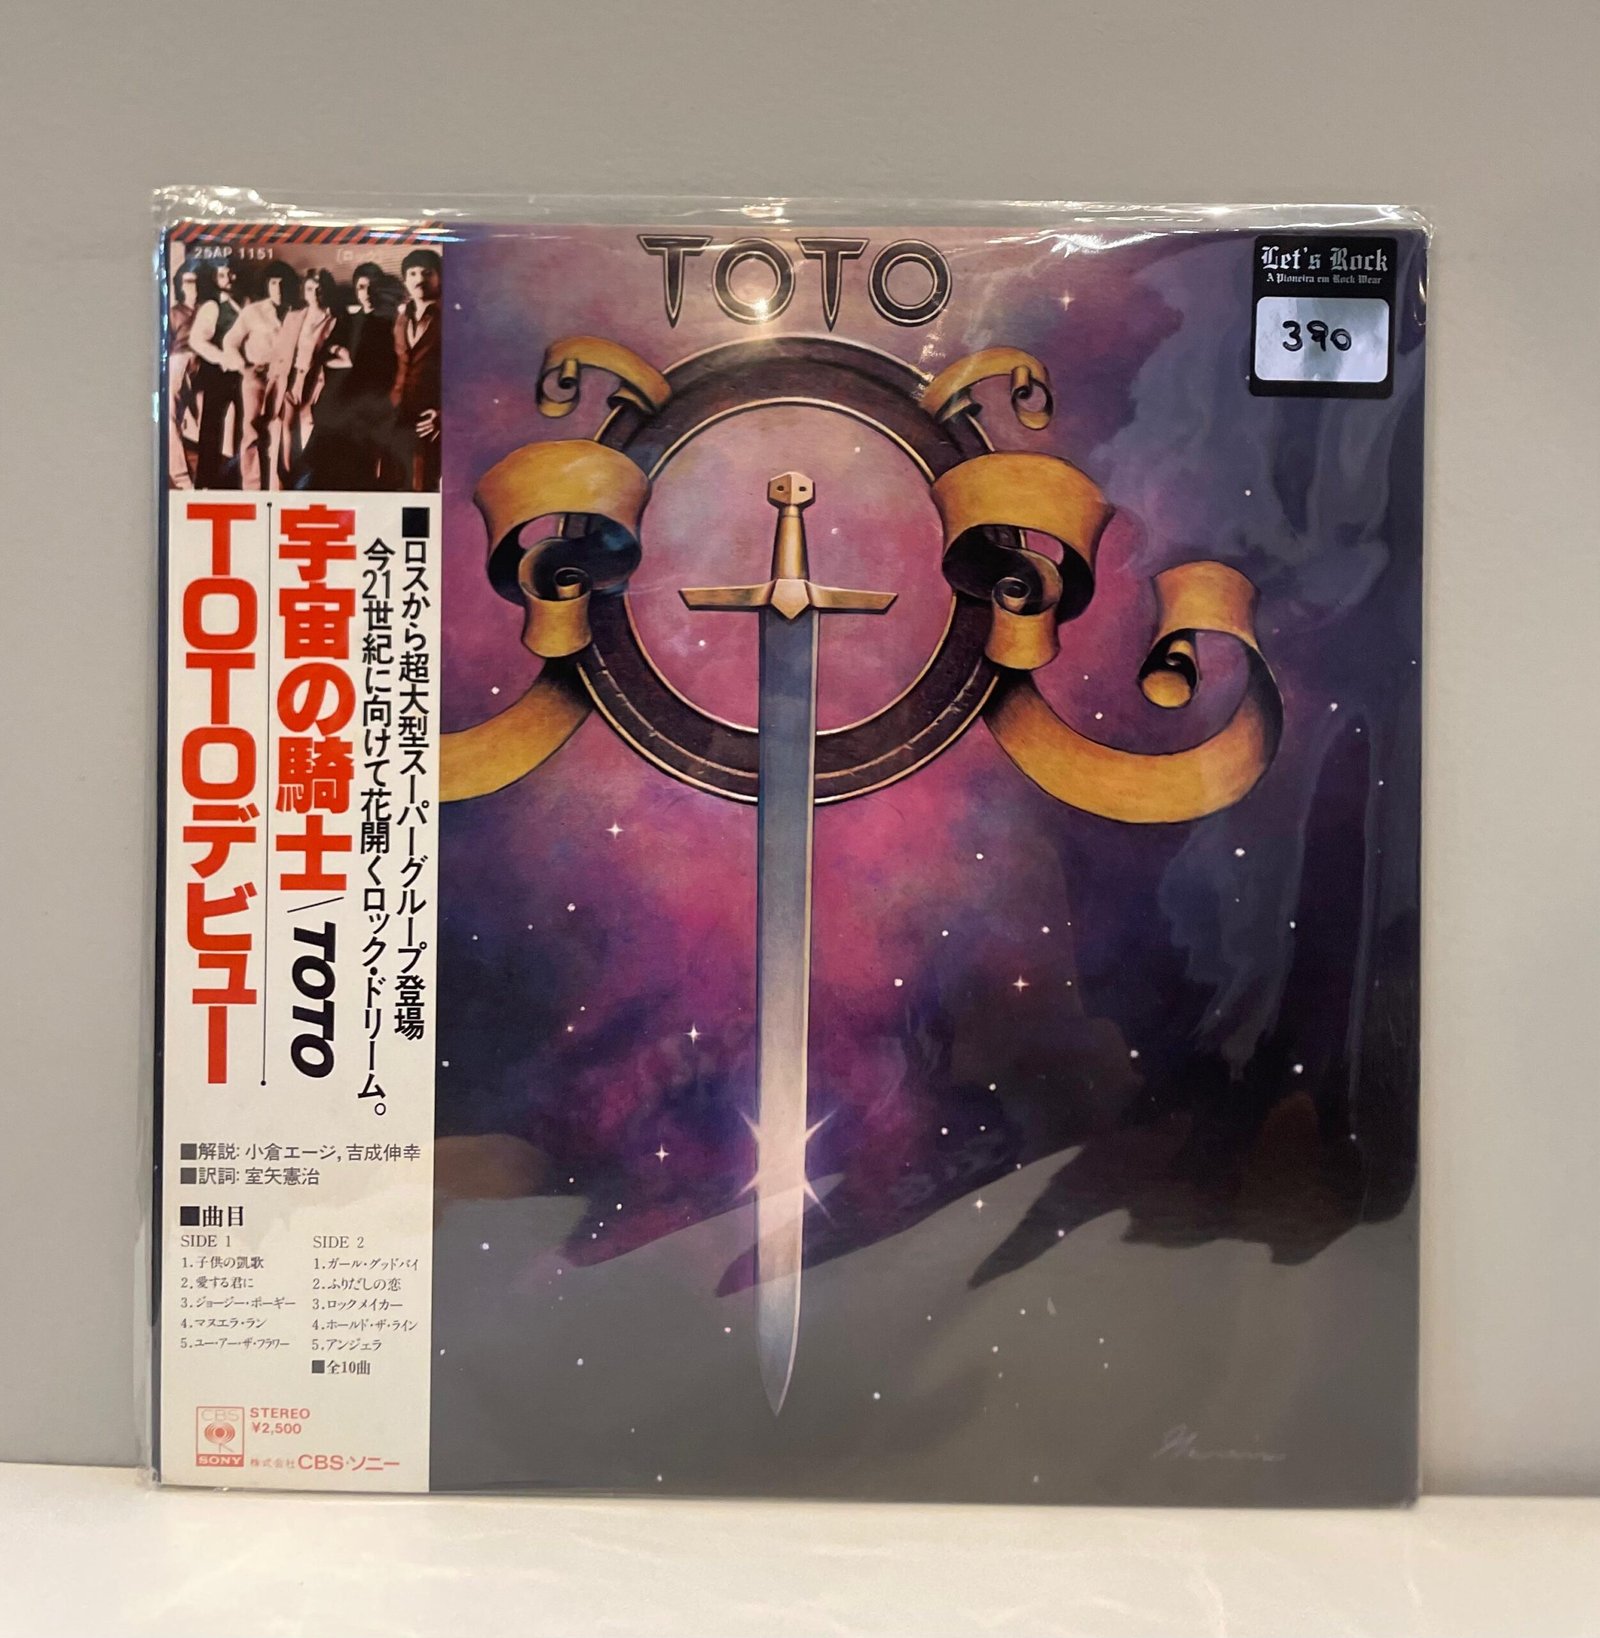 TOTO
Let's Rock
A Pioneira em Rock Wear
390
25AP 1151
■ロスから超大型スーパーグループ登場
今21世紀に向けて花開くロック・ドリーム。
宇宙の騎士/TOTO
TOTOデビュー
■解説: 小倉エージ, 吉成伸幸
■訳詞: 室矢憲治
■曲目
SIDE 1
1.子供の凱歌
2.愛する君に
3.ジョージー・ポーギー
4.マヌエラ・ラン
5.ユー・アー・ザ・フラワー
SIDE 2
1.ガール・グッドバイ
2.ふりだしの恋
3.ロックメイカー
4.ホールド・ザ・ライン
5.アンジェラ
■全10曲
CBS
SONY
STEREO
¥2,500
株式会社 CBS・ソニー